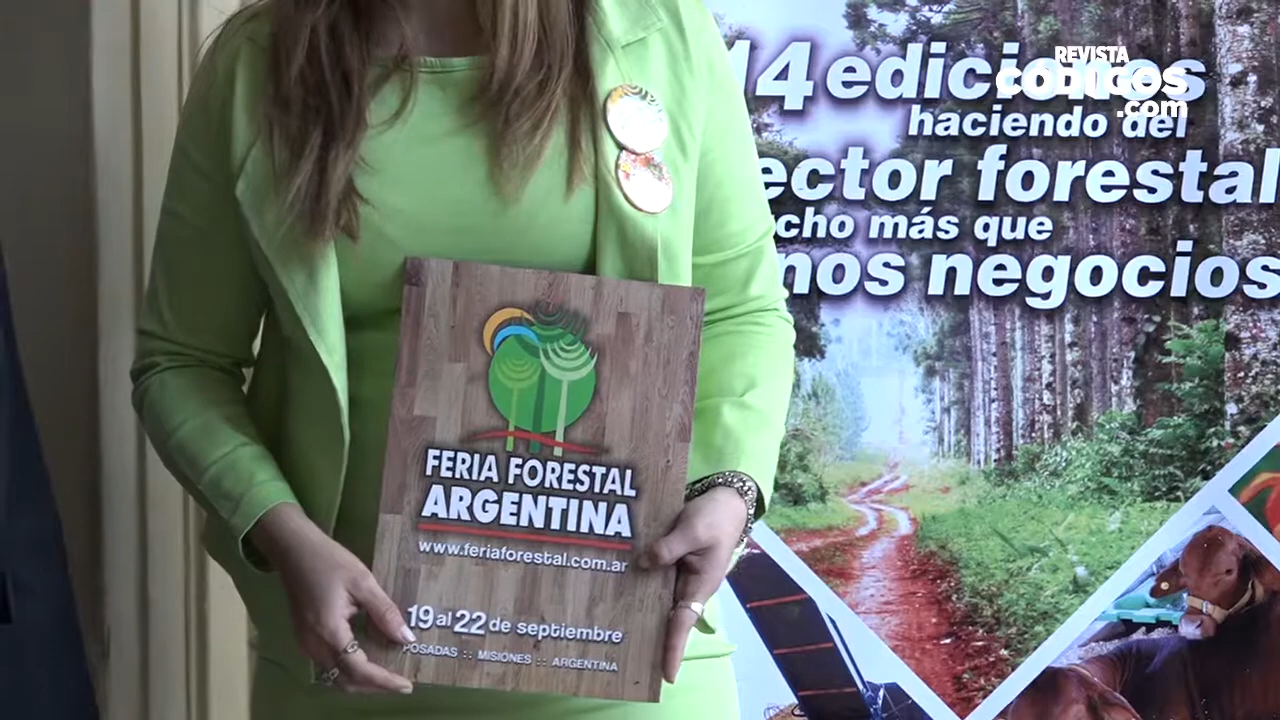 REVISTA
CODIGOS
.com
14 ediciones
haciendo del
ector forestal
cho más que
nos negocios
FERIA FORESTAL
ARGENTINA
www.feriaforestal.com.ar
19 al 22 de septiembre
POSADAS :: MISIONES :: ARGENTINA